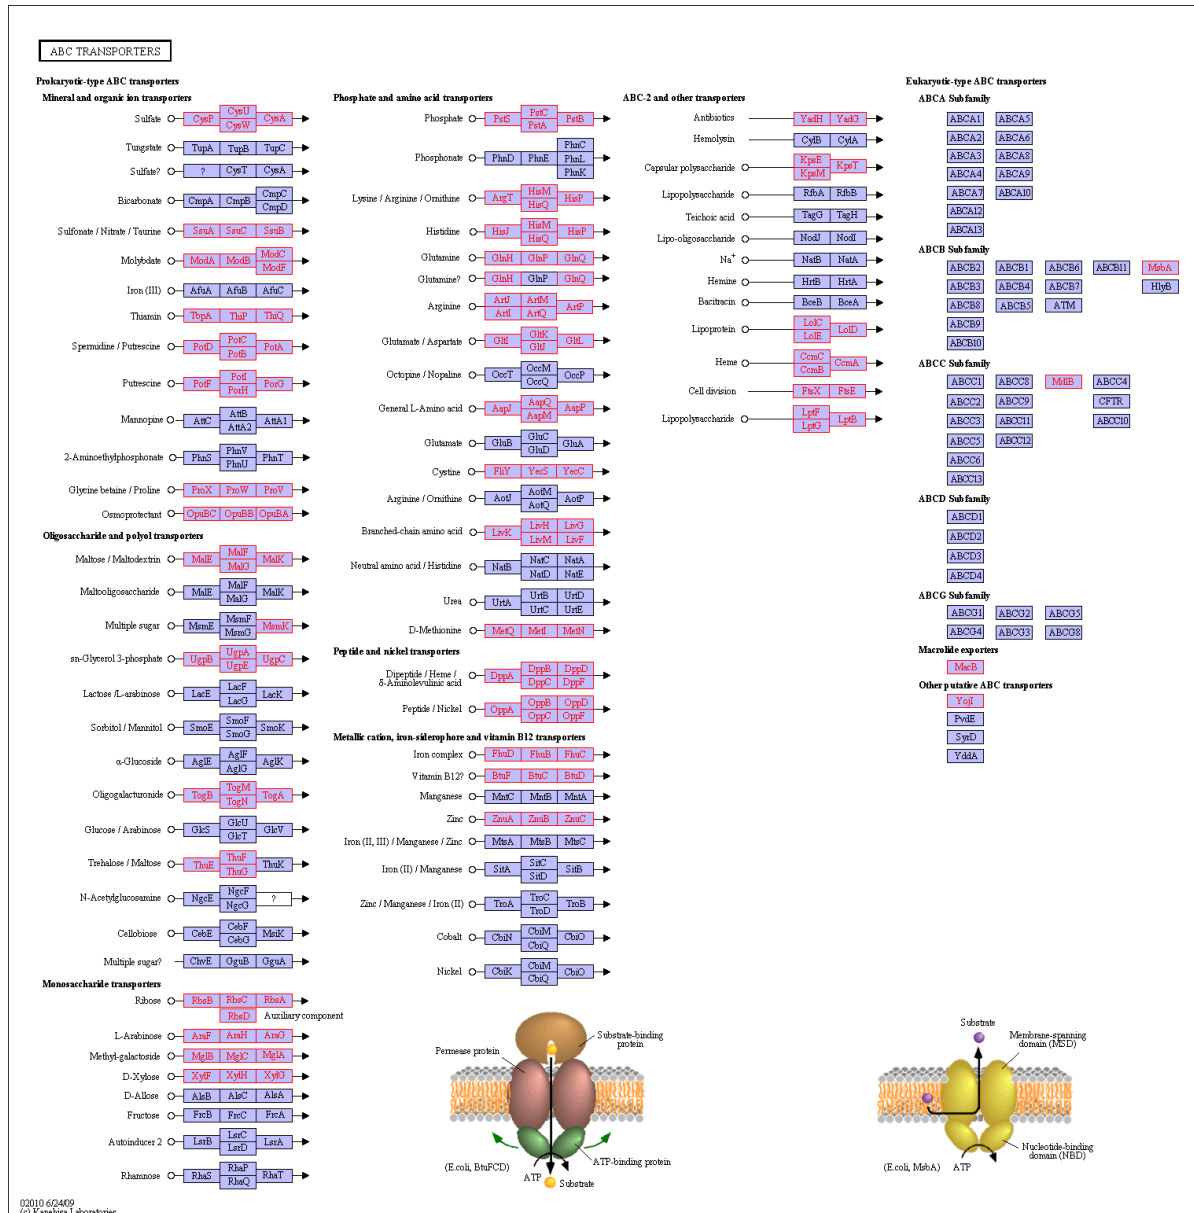 ABC TRANSPORTERS
Prokaryotic-type ABC transporters
Mineral and organic ion transporters
Sulfate CysP CysU CysW CysA
Tungstate TupA TupB TupC
Sulfate? ? CysT CysA
Bicarbonate CmpA CmpB CmpC CmpD
Sulfonate / Nitrate / Taurine SsuA SsuC SsuB
Molybdate ModA ModB ModC ModF
Iron (III) AfuA AfuB AfuC
Thiamin TbpA ThiP ThiQ
Spermidine / Putrescine PotD PotC PotB PotA
Putrescine PotF PotI PorH PorG
Mannopine AttC AttB AttA2 AttA1
2-Aminoethylphosphonate PhnS PhnV PhnU PhnT
Glycine betaine / Proline ProX ProW ProV
Osmoprotectant OpuBC OpuBB OpuBA
Oligosaccharide and polyol transporters
Maltose / Maltodextrin MalE MalF MalG MalK
Maltooligosaccharide MalE MalF MalG MalK
Multiple sugar MsmE MsmF MsmG MsmK
sn-Glycerol 3-phosphate UgpB UgpA UgpE UgpC
Lactose /L-arabinose LacE LacF LacG LacK
Sorbitol / Mannitol SmoE SmoF SmoG SmoK
α-Glucoside AglE AglF AglG AglK
Oligogalacturonide TogB TogM TogN TogA
Glucose / Arabinose GlcS GlcU GlcT GlcV
Trehalose / Maltose ThuE ThuF ThuG ThuK
N-Acetylglucosamine NgcE NgcF NgcG ?
Cellobiose CebE CebF CebG MsiK
Multiple sugar? ChvE GguB GguA
Monosaccharide transporters
Ribose RbsB RbsC RbsA
RbsD Auxiliary component
L-Arabinose AraF AraH AraG
Methyl-galactoside MglB MglC MglA
D-Xylose XylF XylH XylG
D-Allose AlsB AlsC AlsA
Fructose FrcB FrcC FrcA
Autoinducer 2 LsrB LsrC LsrD LsrA
Rhamnose RhaS RhaP RhaQ RhaT
02010 6/24/09
(c) Kanehisa Laboratories
Phosphate and amino acid transporters
Phosphate PstS PstC PstA PstB
Phosphonate PhnD PhnE PhnC PhnL PhnK
Lysine / Arginine / Ornithine ArgT HisM HisQ HisP
Histidine HisJ HisM HisQ HisP
Glutamine GlnH GlnP GlnQ
Glutamine? GlnH GlnP GlnQ
Arginine ArtJ ArtI ArtM ArtQ ArtP
Glutamate / Aspartate GltI GltK GltJ GltL
Octopine / Nopaline OccT OccM OccQ OccP
General L-Amino acid AapJ AapQ AapM AapP
Glutamate GluB GluC GluD GluA
Cystine FliY YecS YecC
Arginine / Ornithine AotJ AotM AotQ AotP
Branched-chain amino acid LivK LivH LivM LivG LivF
Neutral amino acid / Histidine NatB NatC NatD NatA NatE
Urea UrtA UrtB UrtC UrtD UrtE
D-Methionine MetQ MetI MetN
Peptide and nickel transporters
Dipeptide / Heme /
δ-Aminolevulinic acid DppA DppB DppC DppD DppF
Peptide / Nickel OppA OppB OppC OppD OppF
Metallic cation, iron-siderophore and vitamin B12 transporters
Iron complex FhuD FhuB FhuC
Vitamin B12? BtuF BtuC BtuD
Manganese MntC MntB MntA
Zinc ZnuA ZnuB ZnuC
Iron (II, III) / Manganese / Zinc MtsA MtsB MtsC
Iron (II) / Manganese SitA SitC SitD SitB
Zinc / Manganese / Iron (II) TroA TroC TroD TroB
Cobalt CbiN CbiM CbiQ CbiO
Nickel CbiK CbiM CbiQ CbiO
ABC-2 and other transporters
Antibiotics YadH YadG
Hemolysin CylB CylA
Capsular polysaccharide KpsE KpsM KpsT
Lipopolysaccharide RfbA RfbB
Teichoic acid TagG TagH
Lipo-oligosaccharide NodJ NodI
Na+ NatB NatA
Hemine HrtB HrtA
Bacitracin BceB BceA
Lipoprotein LolC LolE LolD
Heme CcmC CcmB CcmA
Cell division FtsX FtsE
Lipopolysaccharide LptF LptG LptB
Eukaryotic-type ABC transporters
ABCA Subfamily
ABCA1 ABCA5
ABCA2 ABCA6
ABCA3 ABCA8
ABCA4 ABCA9
ABCA7 ABCA10
ABCA12
ABCA13
ABCB Subfamily
ABCB2 ABCB1 ABCB6 ABCB11 MsbA
ABCB3 ABCB4 ABCB7 HlyB
ABCB8 ABCB5 ATM
ABCB9
ABCB10
ABCC Subfamily
ABCC1 ABCC8 MdlB ABCC4
ABCC2 ABCC9 CFTR
ABCC3 ABCC11 ABCC10
ABCC5 ABCC12
ABCC6
ABCC13
ABCD Subfamily
ABCD1
ABCD2
ABCD3
ABCD4
ABCG Subfamily
ABCG1 ABCG2 ABCG5
ABCG4 ABCG3 ABCG8
Macrolide exporters
MacB
Other putative ABC transporters
YojI
PvdE
SyrD
YddA
Substrate-binding
protein
Permease protein
(E.coli, BtuFCD)
ATP-binding protein
ATP
Substrate
Substrate
Membrane-spanning
domain (MSD)
Nucleotide-binding
domain (NBD)
(E.coli, MsbA)
ATP